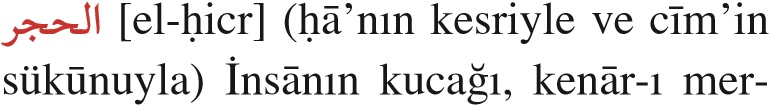 الحجر [el-ḥicr] (ḥā’nın kesriyle ve cīm’in
sükūnuyla) İnsānın kucağı, kenār-ı mer-